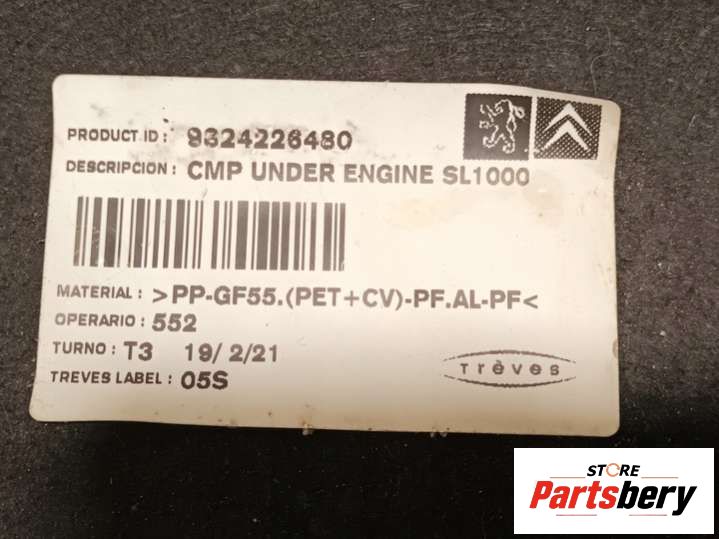 PRODUCT ID: 9324226480
DESCRIPCION: CMP UNDER ENGINE SL1000
MATERIAL: >PP-GF55.(PET+CV)-PF.AL-PF<
OPERARIO: 552
TURNO: T3 19/ 2/21
TREVES LABEL: 05S
Trèves
STORE
Partsbery